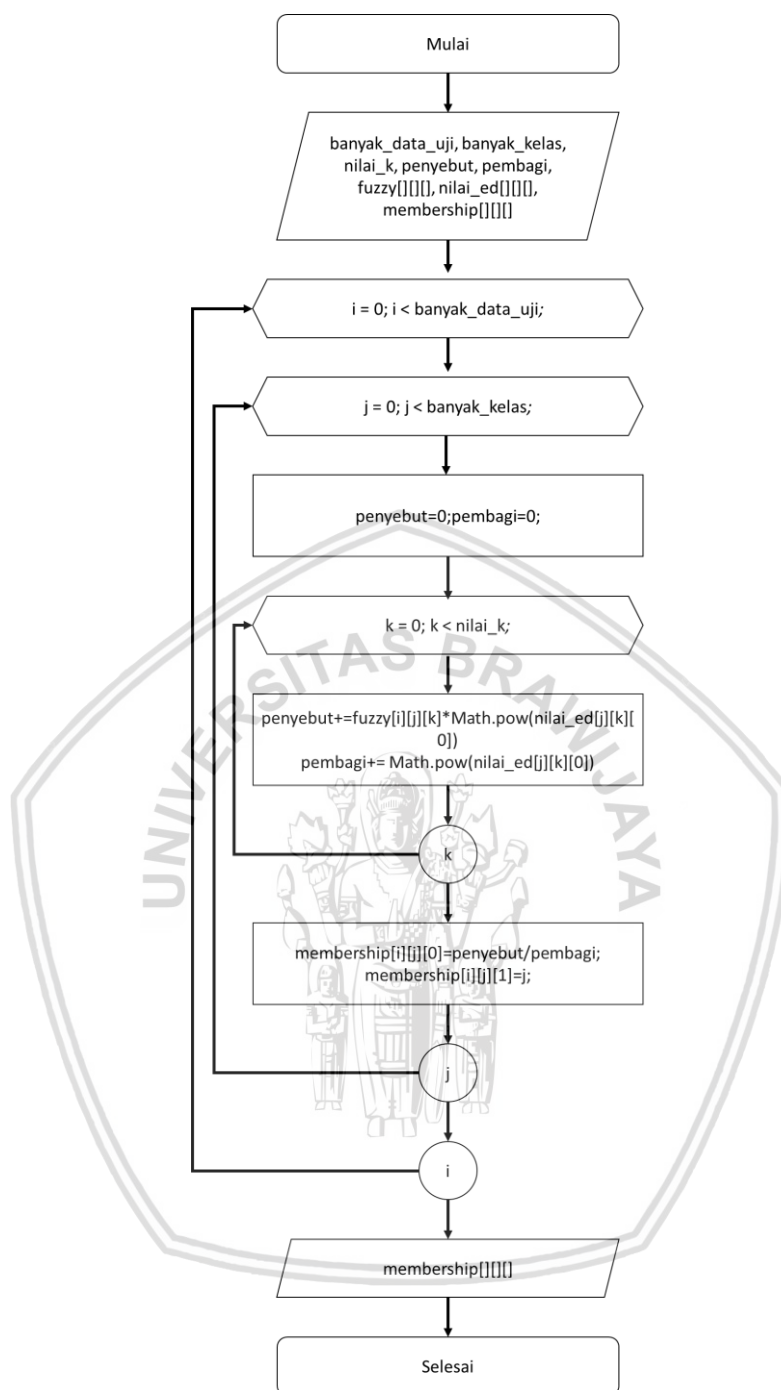 Mulai
banyak_data_uji, banyak_kelas,
nilai_k, penyebut, pembagi,
fuzzy[][][], nilai_ed[][][],
membership[][][]
i = 0; i < banyak_data_uji;
j = 0; j < banyak_kelas;
penyebut=0;pembagi=0;
k = 0; k < nilai_k;
UNIVERSITAS BRAWIJAYA
penyebut+=fuzzy[i][j][k]*Math.pow(nilai_ed[j][k][
0])
pembagi+= Math.pow(nilai_ed[j][k][0])
k
membership[i][j][0]=penyebut/pembagi;
membership[i][j][1]=j;
j
i
membership[][][]
Selesai